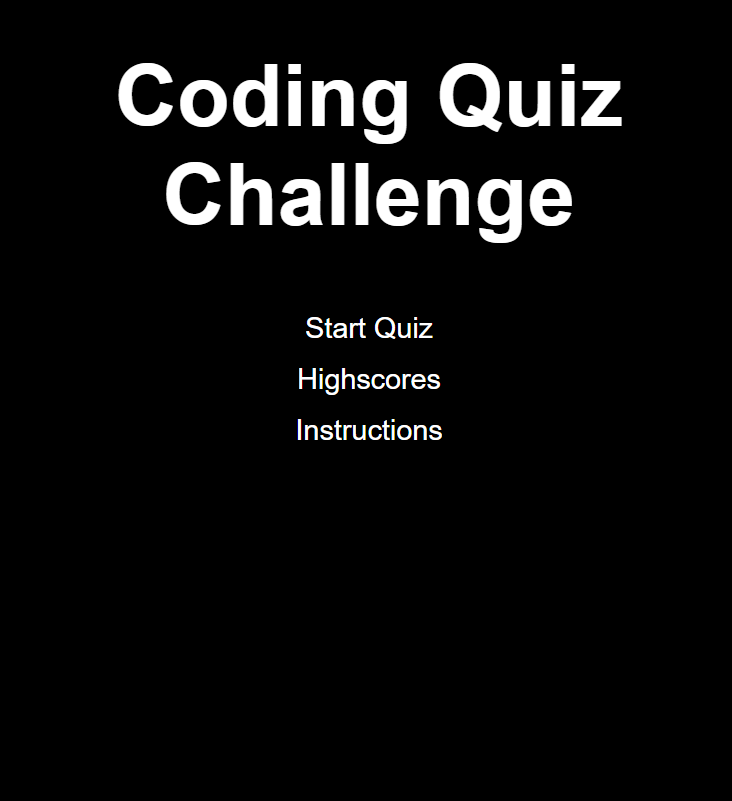 Coding Quiz
Challenge
Start Quiz
Highscores
Instructions